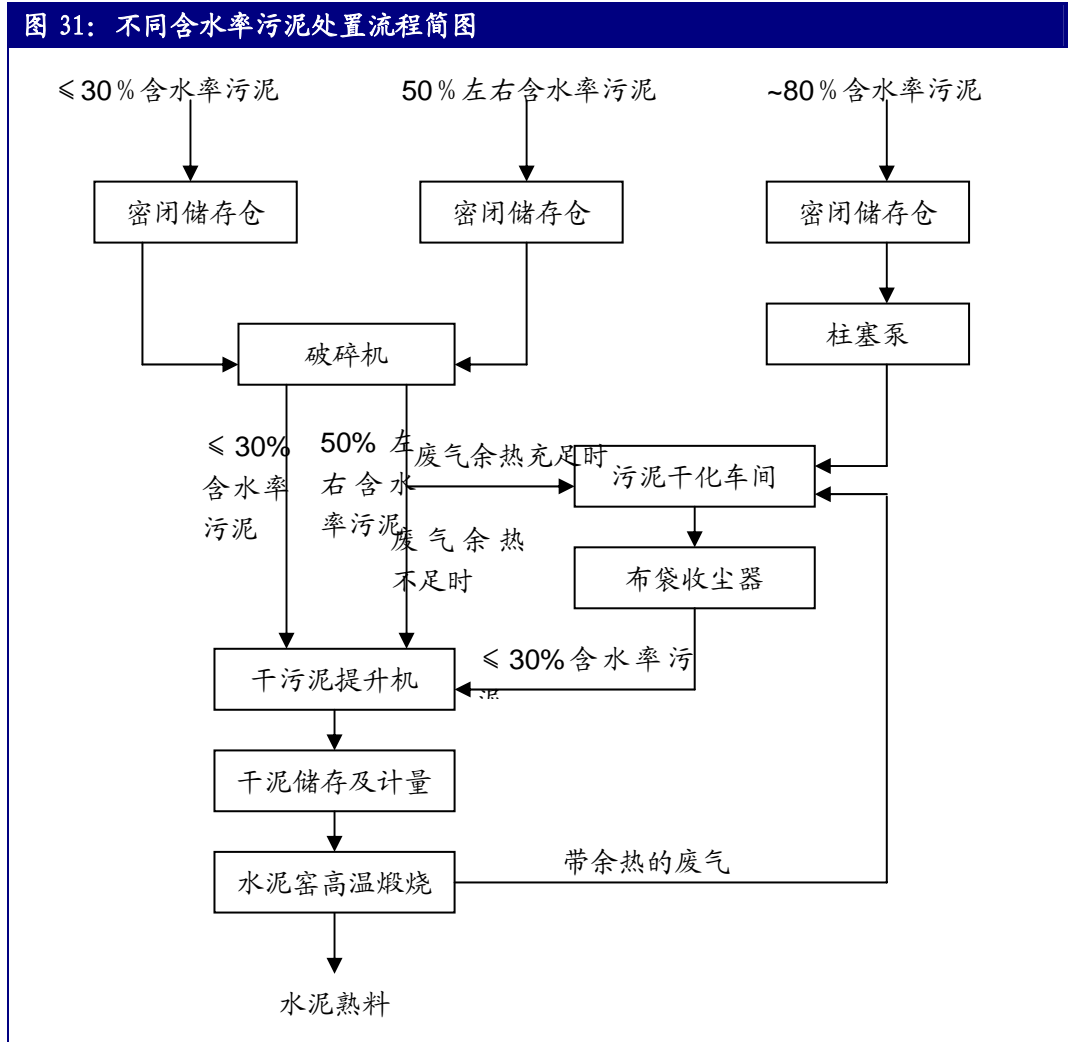 图 31：不同含水率污泥处置流程简图
≤30％含水率污泥
50％左右含水率污泥
~80％含水率污泥
密闭储存仓
密闭储存仓
密闭储存仓
柱塞泵
破碎机
≤ 30%
含水率
污泥
50% 左
右含水
率污泥
废气余热充足时
污泥干化车间
废气余热
不足时
布袋收尘器
≤ 30%含水率污
泥
干污泥提升机
干泥储存及计量
水泥窑高温煅烧
带余热的废气
水泥熟料